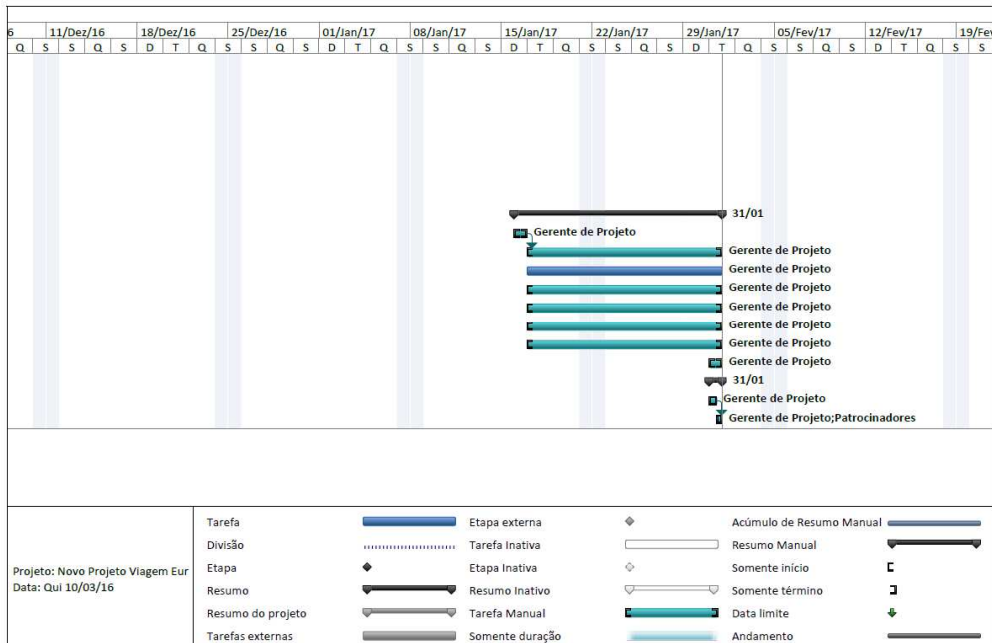 6 11/Dez/16 18/Dez/16 25/Dez/16 01/Jan/17 08/Jan/17 15/Jan/17 22/Jan/17 29/Jan/17 05/Fev/17 12/Fev/17 19/Fev
Q S S Q S D T Q S S Q S D T Q S S Q S D T Q S S Q S D T Q S S Q S D T Q S S
31/01
Gerente de Projeto
Gerente de Projeto
Gerente de Projeto
Gerente de Projeto
Gerente de Projeto
Gerente de Projeto
Gerente de Projeto
Gerente de Projeto
31/01
Gerente de Projeto
Gerente de Projeto;Patrocinadores
Projeto: Novo Projeto Viagem Eur
Data: Qui 10/03/16
Tarefa
Divisão
Etapa
Resumo
Resumo do projeto
Tarefas externas
Etapa externa
Tarefa Inativa
Etapa Inativa
Resumo Inativo
Tarefa Manual
Somente duração
Acúmulo de Resumo Manual
Resumo Manual
Somente início
Somente término
Data limite
Andamento